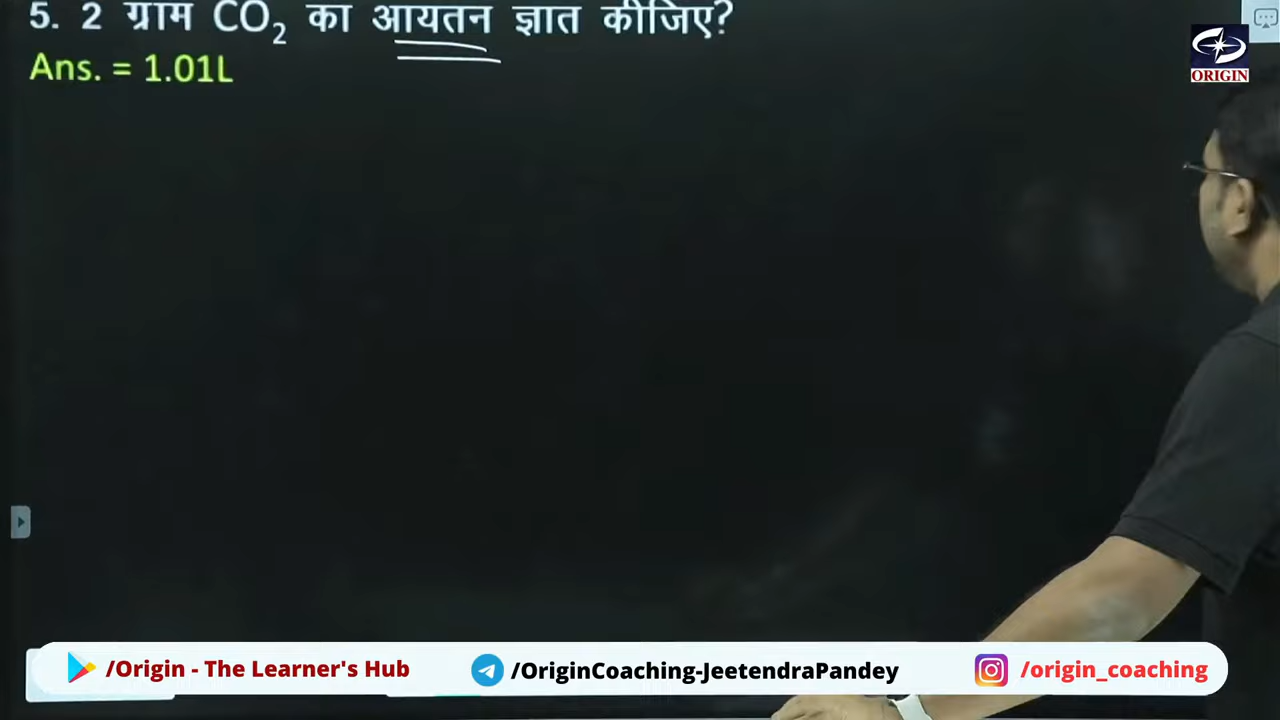 5. 2 ग्राम CO₂ का आयतन ज्ञात कीजिए?
Ans. = 1.01L
ORIGIN
/Origin - The Learner's Hub
/OriginCoaching-JeetendraPandey
/origin_coaching